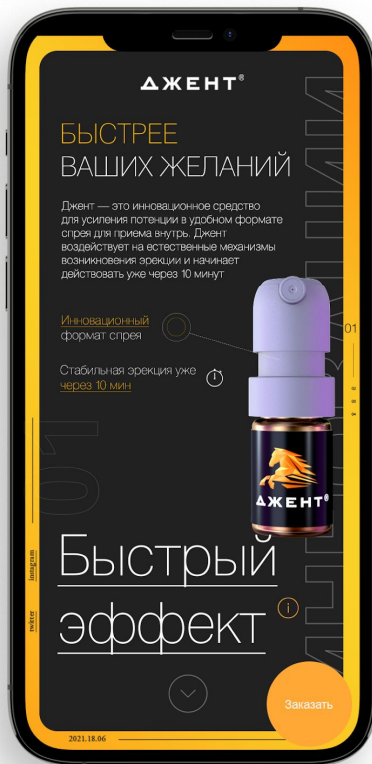 ДЖЕНТ®
БЫСТРЕЕ
ВАШИХ ЖЕЛАНИЙ
Джент — это инновационное средство
для усиления потенции в удобном формате
спрея для приема внутрь. Джент
воздействует на естественные механизмы
возникновения эрекции и начинает
действовать уже через 10 минут
Инновационный
формат спрея
01
Стабильная эрекция уже
через 10 мин
01
ДЖЕНТ®
Быстрый
эффект
instagram
twitter
Заказать
2021.18.06